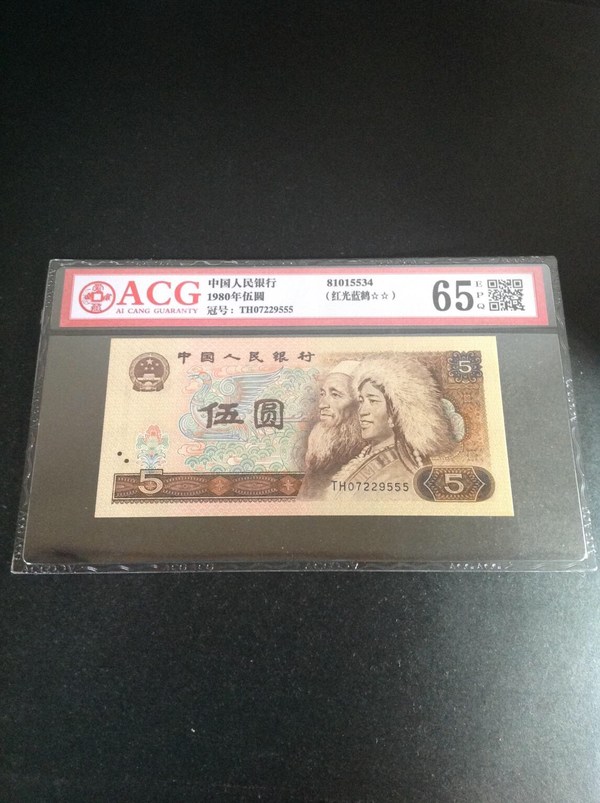 ACG
AI CANG GUARANTY
中国人民银行
1980年伍圆
冠号: TH07229555
81015534
(红光蓝鹤☆☆)
65 EPQ
中国人民银行
5
伍圆
5
TH07229555
5